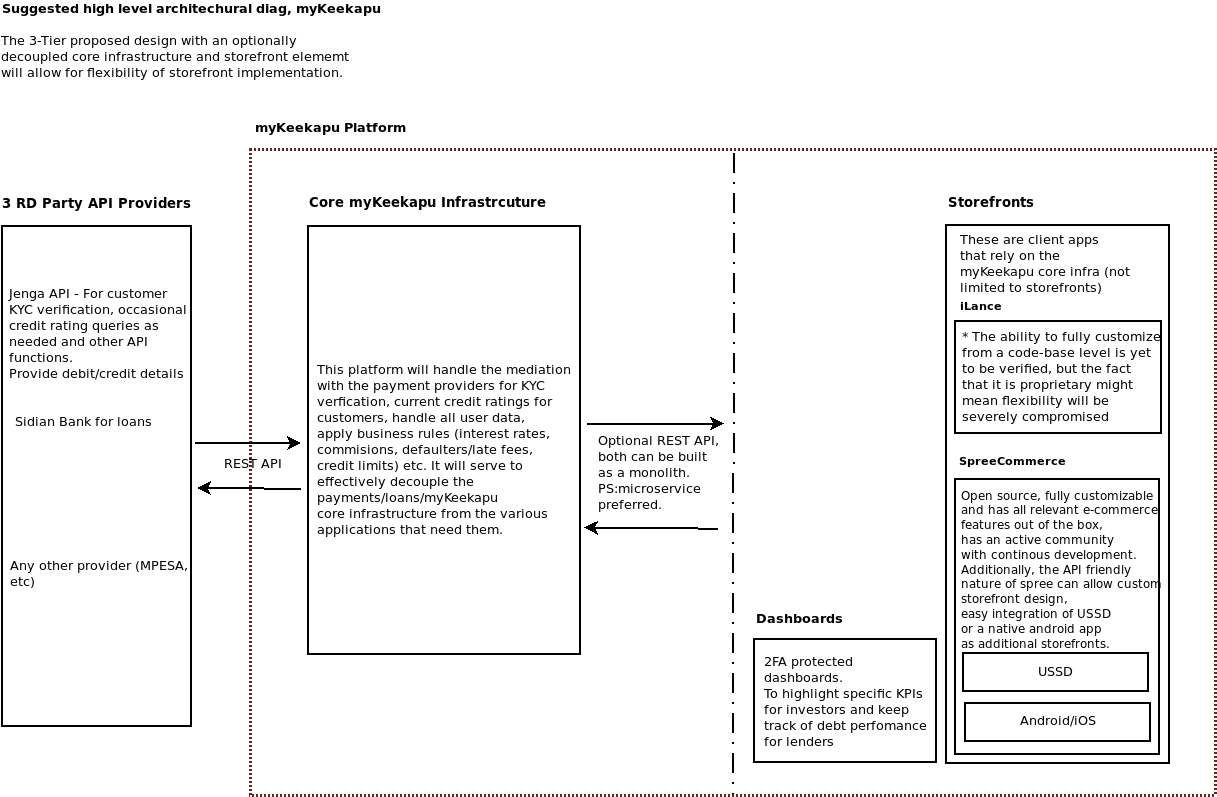 Suggested high level architechural diag, myKeekapu
The 3-Tier proposed design with an optionally
decoupled core infrastructure and storefront elememt
will allow for flexibility of storefront implementation.
myKeekapu Platform
3 RD Party API Providers
Jenga API - For customer
KYC verification, occasional
credit rating queries as
needed and other API
functions.
Provide debit/credit details
Sidian Bank for loans
Any other provider (MPESA,
etc)
REST API
Core myKeekapu Infrastrcuture
This platform will handle the mediation
with the payment providers for KYC
verfication, current credit ratings for
customers, handle all user data,
apply business rules (interest rates,
commisions, defaulters/late fees,
credit limits) etc. It will serve to
effectively decouple the
payments/loans/myKeekapu
core infrastructure from the various
applications that need them.
Optional REST API,
both can be built
as a monolith.
PS:microservice
preferred.
Dashboards
2FA protected
dashboards.
To highlight specific KPIs
for investors and keep
track of debt perfomance
for lenders
Storefronts
These are client apps
that rely on the
myKeekapu core infra (not
limited to storefronts)
iLance
* The ability to fully customize
from a code-base level is yet
to be verified, but the fact
that it is proprietary might
mean flexibility will be
severely compromised
SpreeCommerce
Open source, fully customizable
and has all relevant e-commerce
features out of the box,
has an active community
with continous development.
Additionally, the API friendly
nature of spree can allow custom
storefront design,
easy integration of USSD
or a native android app
as additional storefronts.
USSD
Android/iOS